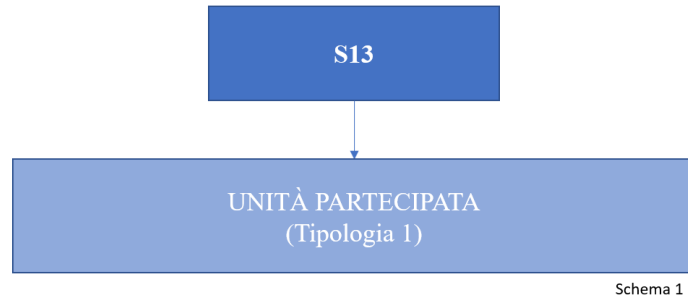 S13
UNITÀ PARTECIPATA
(Tipologia 1)
Schema 1